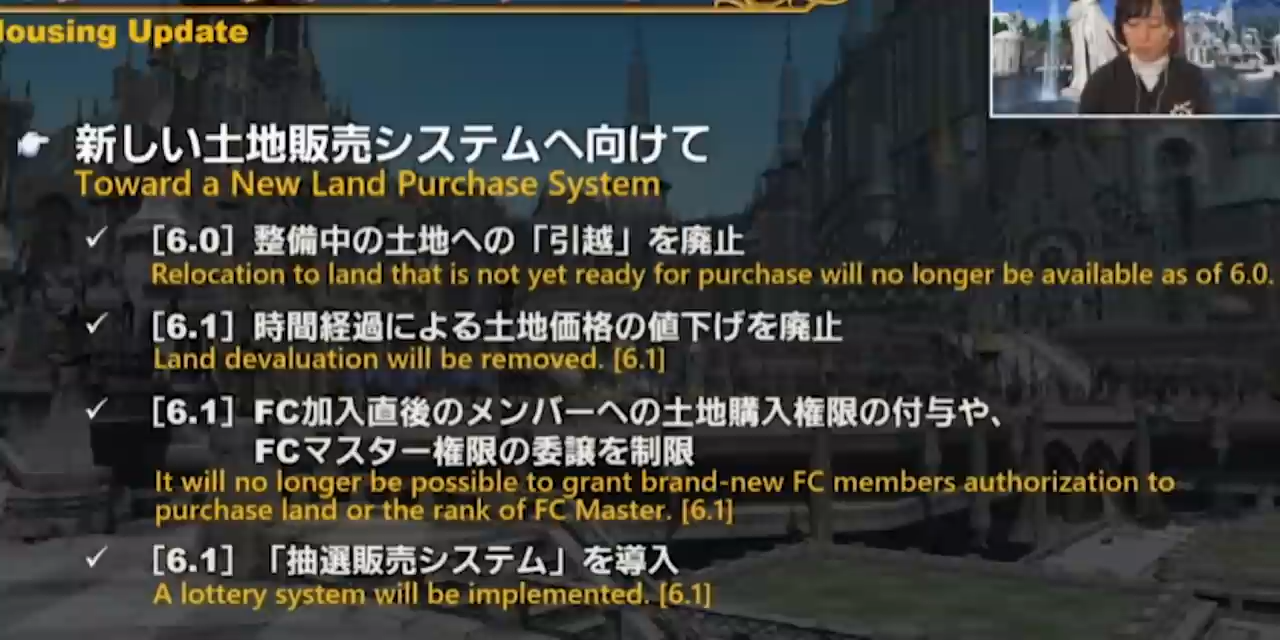 Housing Update
新しい土地販売システムへ向けて
Toward a New Land Purchase System
✓ [6.0] 整備中の土地への「引越」を廃止
Relocation to land that is not yet ready for purchase will no longer be available as of 6.0.
✓ [6.1] 時間経過による土地価格の値下げを廃止
Land devaluation will be removed. [6.1]
✓ [6.1] FC加入直後のメンバーへの土地購入権限の付与や、
FCマスター権限の委譲を制限
It will no longer be possible to grant brand-new FC members authorization to
purchase land or the rank of FC Master. [6.1]
✓ [6.1] 「抽選販売システム」を導入
A lottery system will be implemented. [6.1]